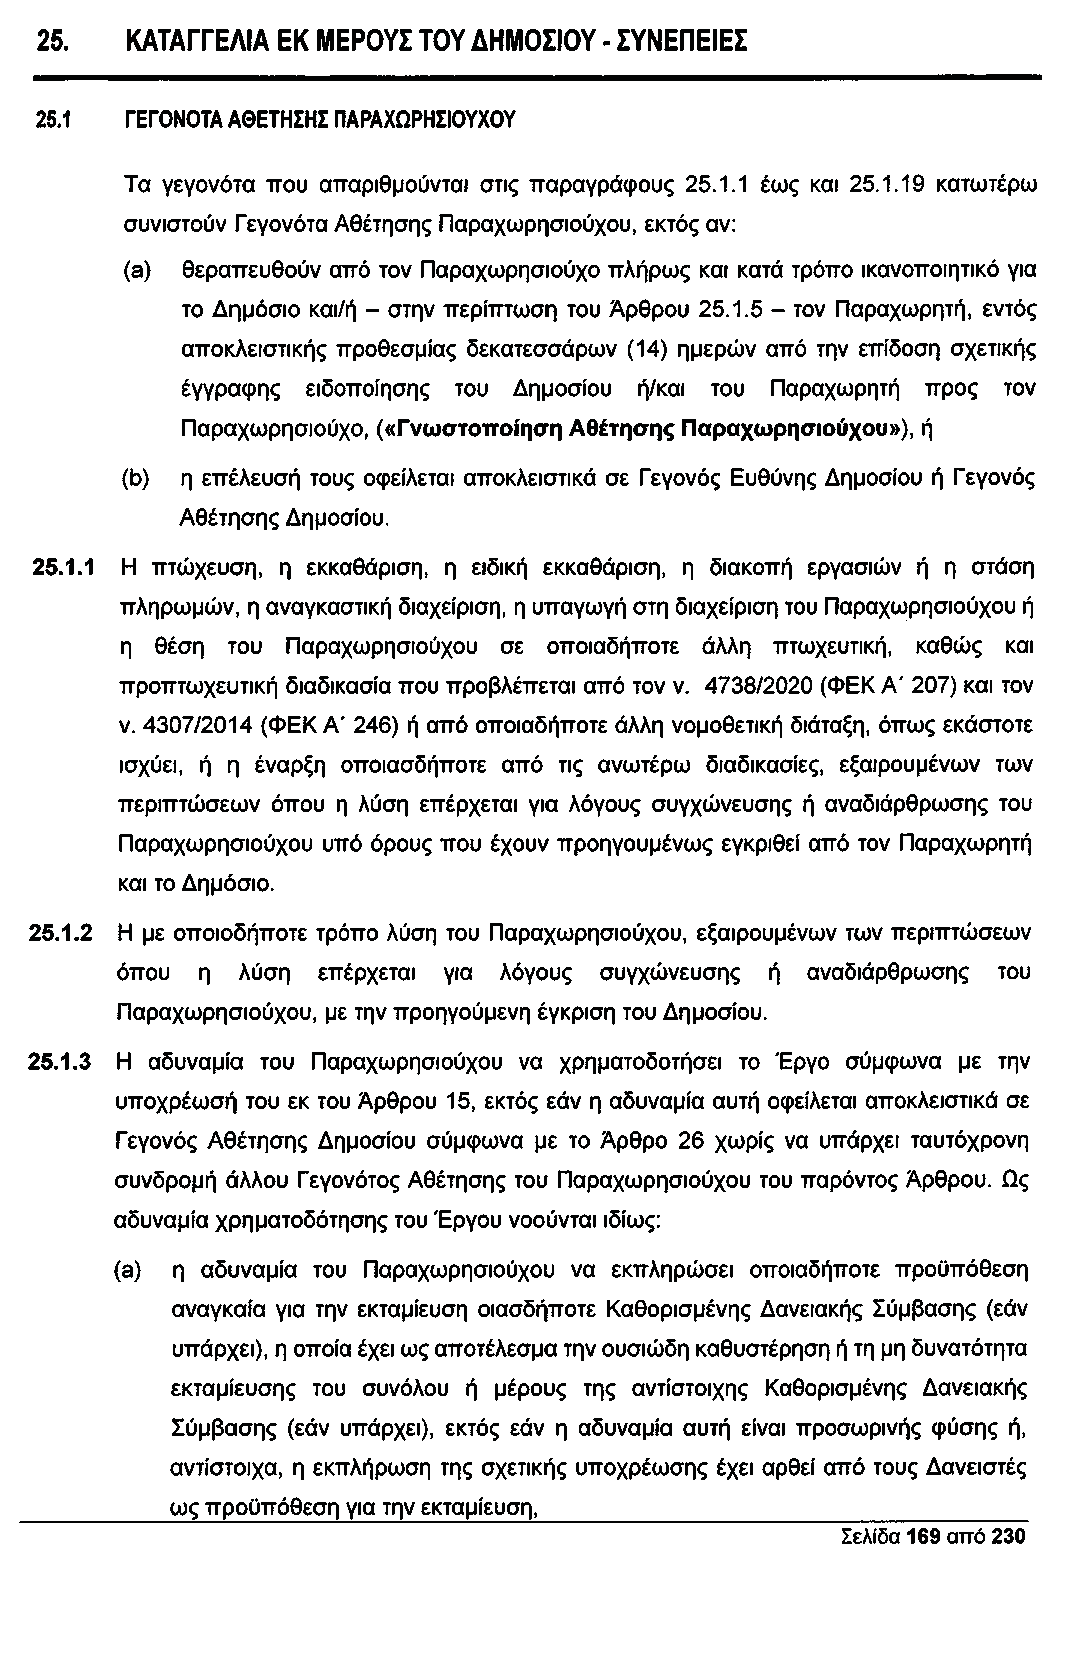 25. ΚΑΤΑΓΓΕΛΙΑ ΕΚ ΜΕΡΟΥΣ ΤΟΥ ΔΗΜΟΣΙΟΥ - ΣΥΝΕΠΕΙΕΣ
25.1 ΓΕΓΟΝΟΤΑ ΑΘΕΤΗΣΗΣ ΠΑΡΑΧΩΡΗΣΙΟΥΧΟΥ
Τα γεγονότα που απαριθμούνται στις παραγράφους 25.1.1 έως και 25.1.19 κατωτέρω
συνιστούν Γεγονότα Αθέτησης Παραχωρησιούχου, εκτός αν:
(a) θεραπευθούν από τον Παραχωρησιούχο πλήρως και κατά τρόπο ικανοποιητικό για
το Δημόσιο και/ή – στην περίπτωση του Άρθρου 25.1.5 – τον Παραχωρητή, εντός
αποκλειστικής προθεσμίας δεκατεσσάρων (14) ημερών από την επίδοση σχετικής
έγγραφης ειδοποίησης του Δημοσίου ή/και του Παραχωρητή προς τον
Παραχωρησιούχο, («Γνωστοποίηση Αθέτησης Παραχωρησιούχου»), ή
(b) η επέλευσή τους οφείλεται αποκλειστικά σε Γεγονός Ευθύνης Δημοσίου ή Γεγονός
Αθέτησης Δημοσίου.
25.1.1 Η πτώχευση, η εκκαθάριση, η ειδική εκκαθάριση, η διακοπή εργασιών ή η στάση
πληρωμών, η αναγκαστική διαχείριση, η υπαγωγή στη διαχείριση του Παραχωρησιούχου ή
η θέση του Παραχωρησιούχου σε οποιαδήποτε άλλη πτωχευτική, καθώς και
προπτωχευτική διαδικασία που προβλέπεται από τον ν. 4738/2020 (ΦΕΚ Α' 207) και τον
ν. 4307/2014 (ΦΕΚ Α' 246) ή από οποιαδήποτε άλλη νομοθετική διάταξη, όπως εκάστοτε
ισχύει, ή η έναρξη οποιασδήποτε από τις ανωτέρω διαδικασίες, εξαιρουμένων των
περιπτώσεων όπου η λύση επέρχεται για λόγους συγχώνευσης ή αναδιάρθρωσης του
Παραχωρησιούχου υπό όρους που έχουν προηγουμένως εγκριθεί από τον Παραχωρητή
και το Δημόσιο.
25.1.2 Η με οποιοδήποτε τρόπο λύση του Παραχωρησιούχου, εξαιρουμένων των περιπτώσεων
όπου η λύση επέρχεται για λόγους συγχώνευσης ή αναδιάρθρωσης του
Παραχωρησιούχου, με την προηγούμενη έγκριση του Δημοσίου.
25.1.3 Η αδυναμία του Παραχωρησιούχου να χρηματοδοτήσει το Έργο σύμφωνα με την
υποχρέωσή του εκ του Άρθρου 15, εκτός εάν η αδυναμία αυτή οφείλεται αποκλειστικά σε
Γεγονός Αθέτησης Δημοσίου σύμφωνα με το Άρθρο 26 χωρίς να υπάρχει ταυτόχρονη
συνδρομή άλλου Γεγονότος Αθέτησης του Παραχωρησιούχου του παρόντος Άρθρου. Ως
αδυναμία χρηματοδότησης του Έργου νοούνται ιδίως:
(a) η αδυναμία του Παραχωρησιούχου να εκπληρώσει οποιαδήποτε προϋπόθεση
αναγκαία για την εκταμίευση οιασδήποτε Καθορισμένης Δανειακής Σύμβασης (εάν
υπάρχει), η οποία έχει ως αποτέλεσμα την ουσιώδη καθυστέρηση ή τη μη δυνατότητα
εκταμίευσης του συνόλου ή μέρους της αντίστοιχης Καθορισμένης Δανειακής
Σύμβασης (εάν υπάρχει), εκτός εάν η αδυναμία αυτή είναι προσωρινής φύσης ή,
αντίστοιχα, η εκπλήρωση της σχετικής υποχρέωσης έχει αρθεί από τους Δανειστές
ως προϋπόθεση για την εκταμίευση,
Σελίδα 169 από 230